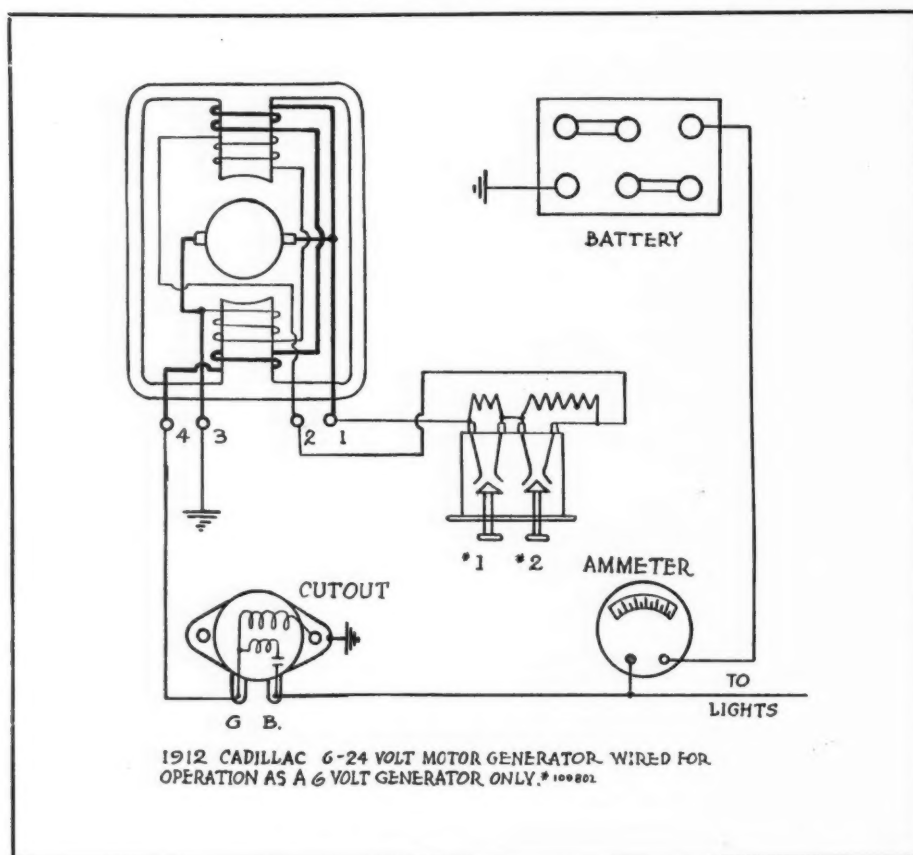 BATTERY
4 3 2 1
*1 *2
AMMETER
CUTOUT
TO
LIGHTS
G B.
1912 CADILLAC 6-24 VOLT MOTOR GENERATOR WIRED FOR
OPERATION AS A 6 VOLT GENERATOR ONLY.* 109802